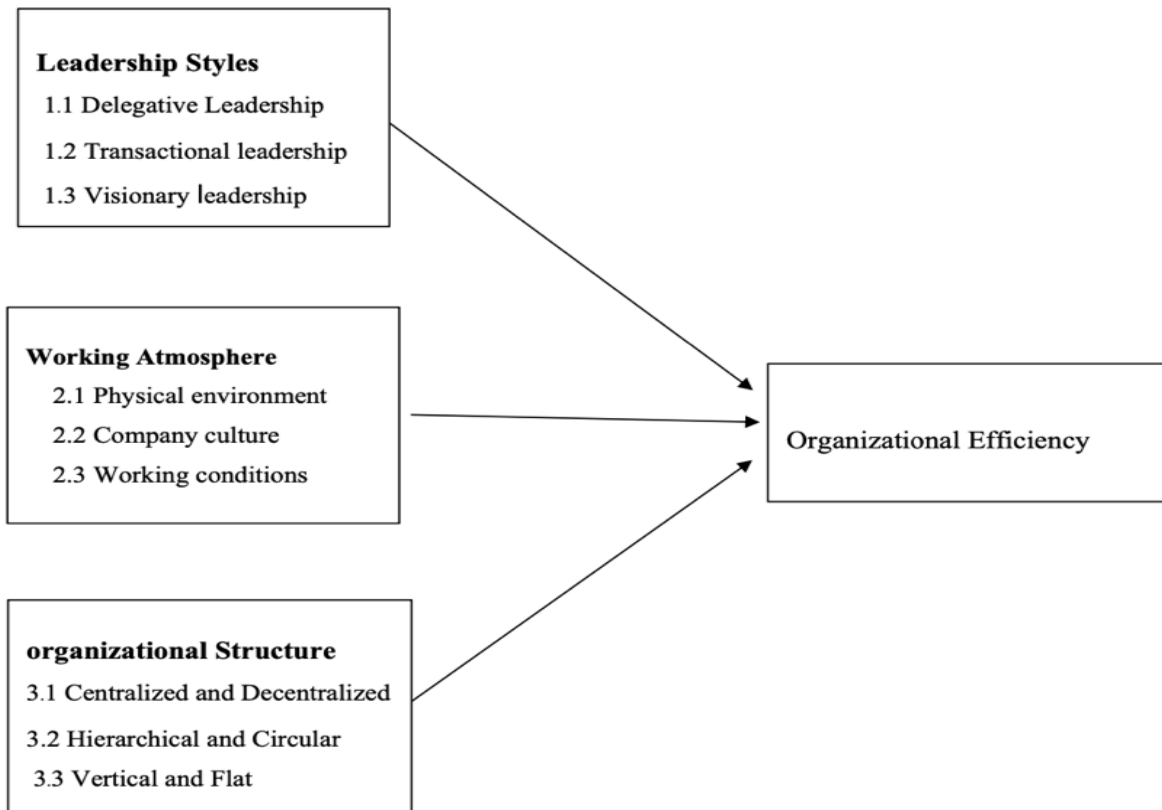 Leadership Styles
1.1 Delegative Leadership
1.2 Transactional leadership
1.3 Visionary leadership
Working Atmosphere
2.1 Physical environment
2.2 Company culture
2.3 Working conditions
Organizational Efficiency
organizational Structure
3.1 Centralized and Decentralized
3.2 Hierarchical and Circular
3.3 Vertical and Flat